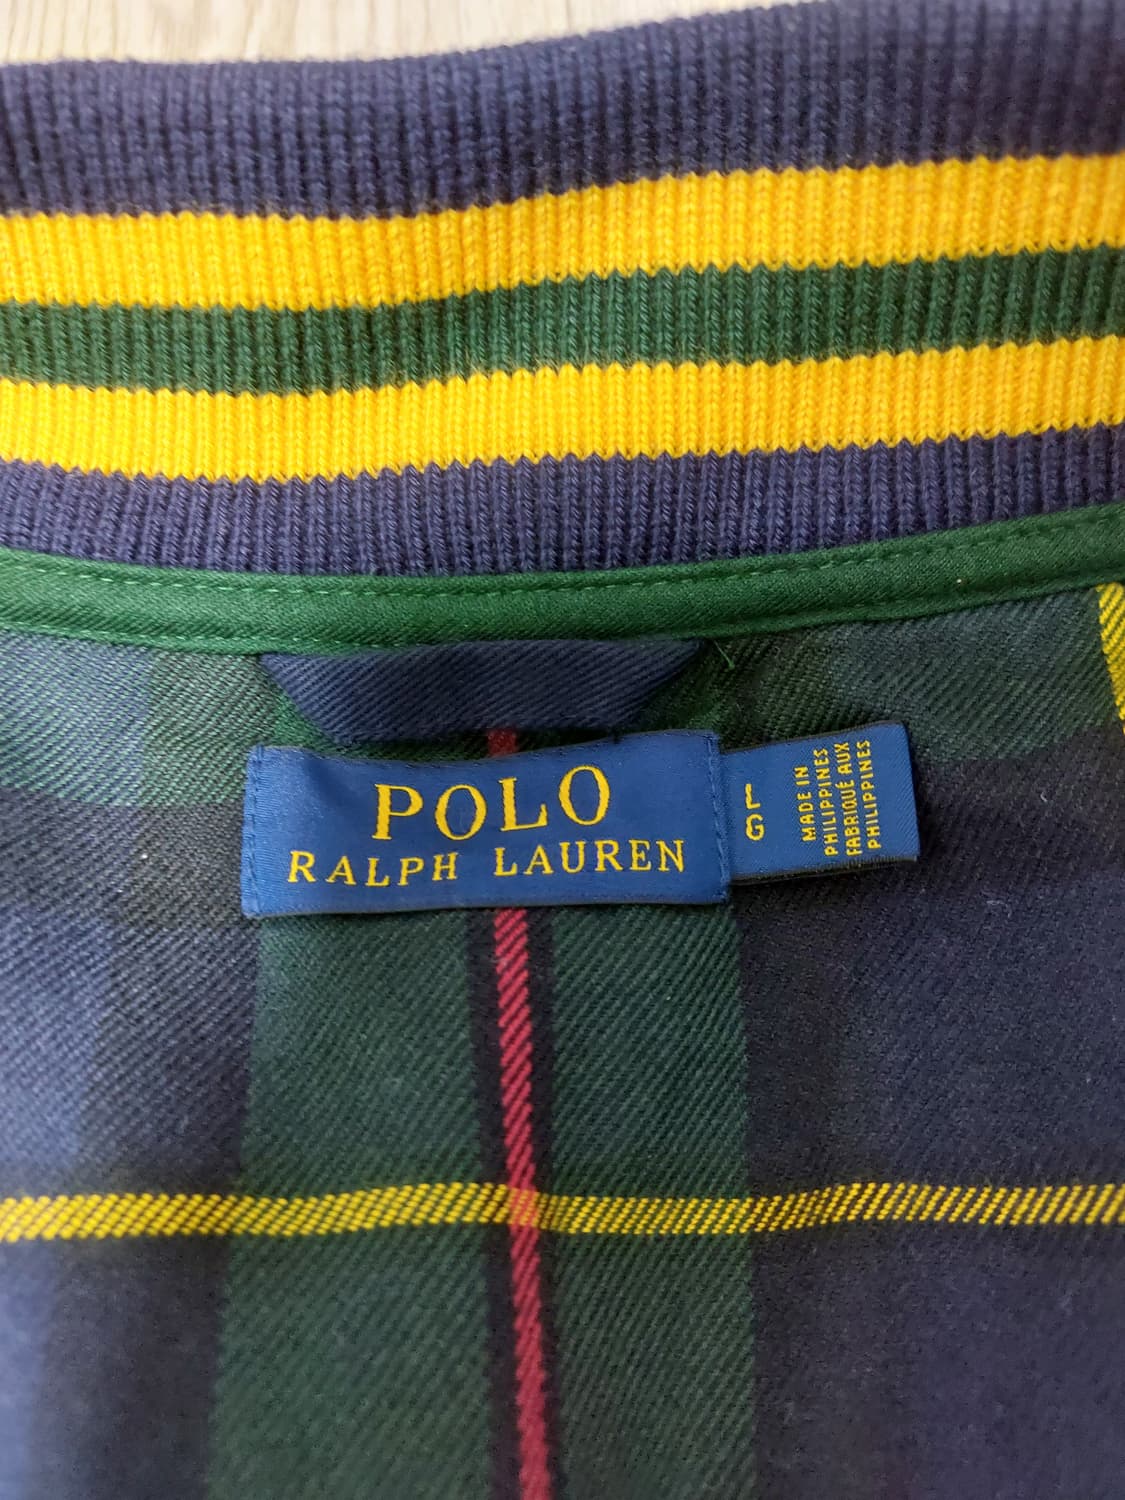 POLO
RALPH LAUREN
L
G
MADE IN
PHILIPPINES
FABRIQUÉ AUX
PHILIPPINES